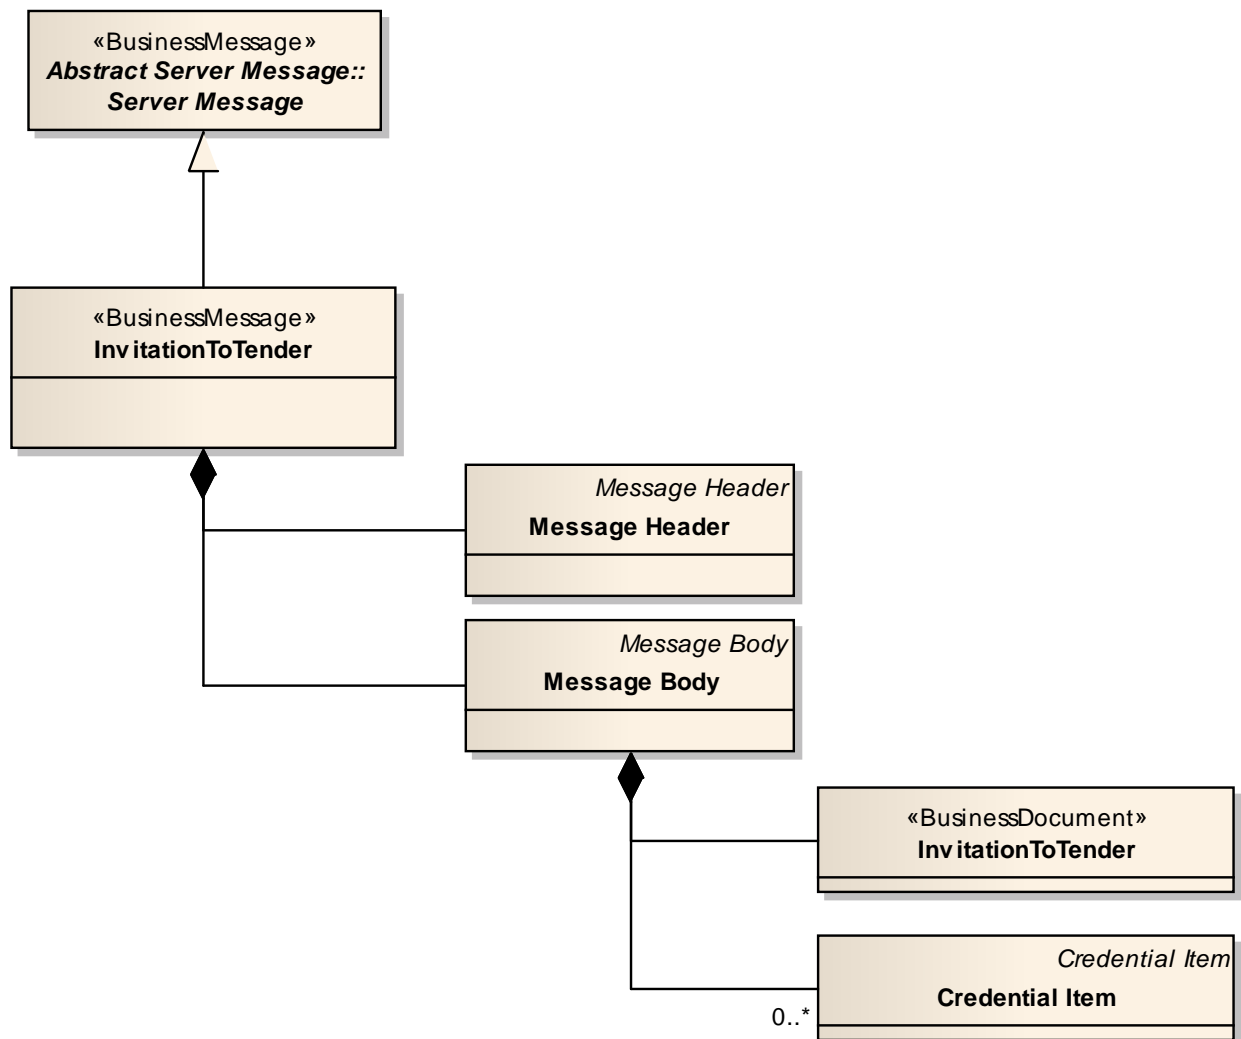 «BusinessMessage»
Abstract Server Message::
Server Message
«BusinessMessage»
InvitationToTender
Message Header
Message Header
Message Body
Message Body
«BusinessDocument»
InvitationToTender
Credential Item
Credential Item
0..*